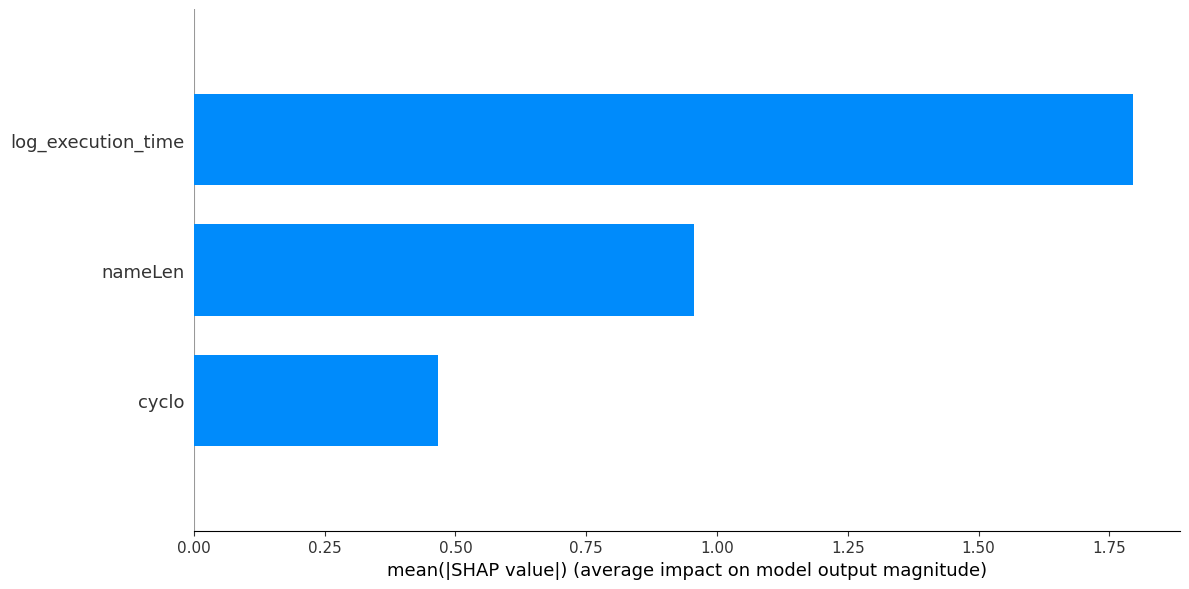 log_execution_time
nameLen
cyclo
0.00 0.25 0.50 0.75 1.00 1.25 1.50 1.75
mean(|SHAP value|) (average impact on model output magnitude)